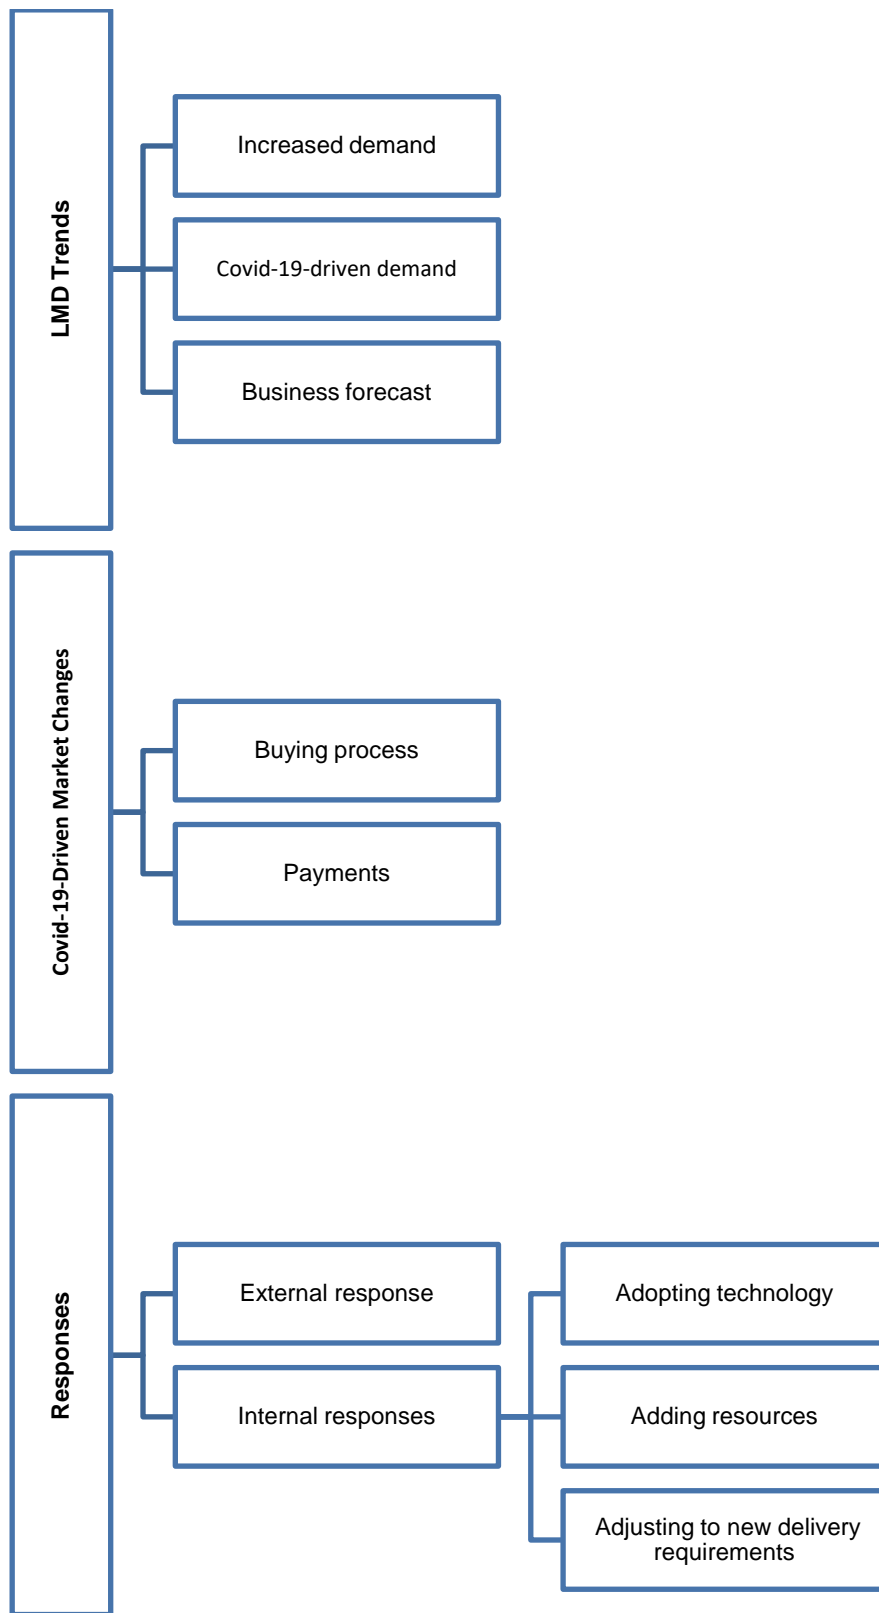 LMD Trends
Increased demand
Covid-19-driven demand
Business forecast
Covid-19-Driven Market Changes
Buying process
Payments
Responses
External response
Internal responses
Adopting technology
Adding resources
Adjusting to new delivery
requirements